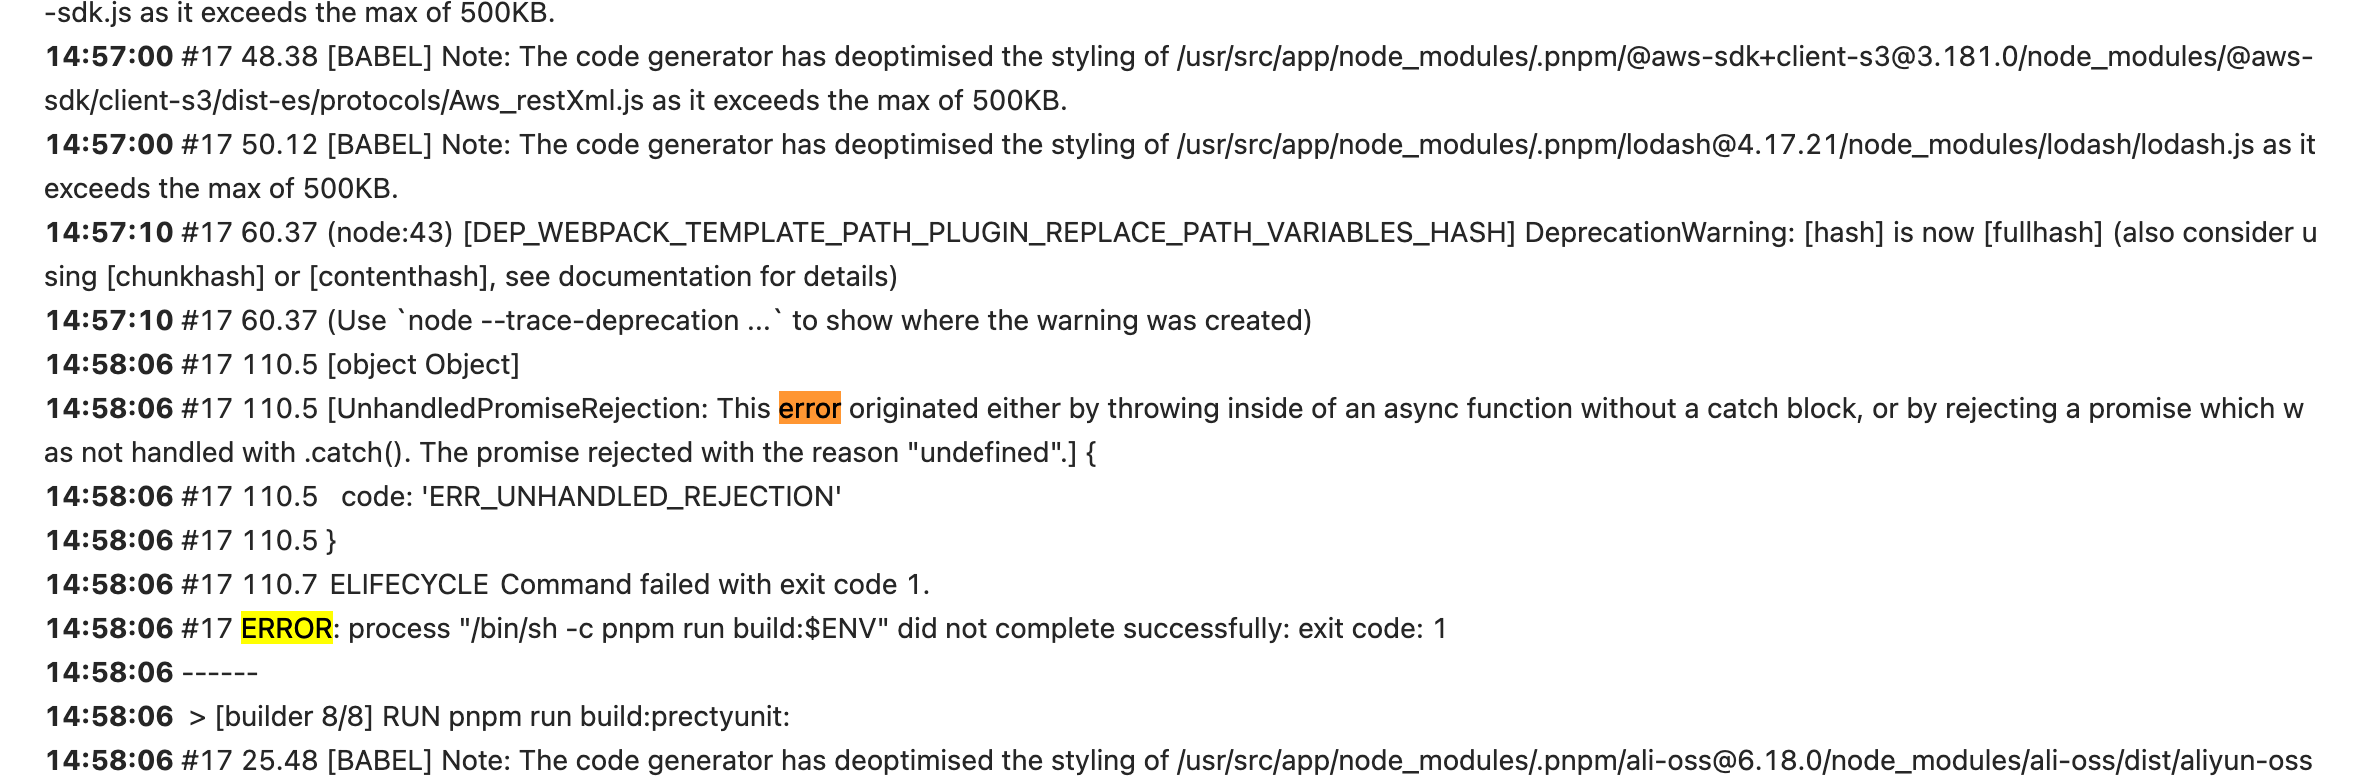 -sdk.js as it exceeds the max of 500KB.
14:57:00 #17 48.38 [BABEL] Note: The code generator has deoptimised the styling of /usr/src/app/node_modules/.pnpm/@aws-sdk+client-s3@3.181.0/node_modules/@aws-
sdk/client-s3/dist-es/protocols/Aws_restXml.js as it exceeds the max of 500KB.
14:57:00 #17 50.12 [BABEL] Note: The code generator has deoptimised the styling of /usr/src/app/node_modules/.pnpm/lodash@4.17.21/node_modules/lodash/lodash.js as it
exceeds the max of 500KB.
14:57:10 #17 60.37 (node:43) [DEP_WEBPACK_TEMPLATE_PATH_PLUGIN_REPLACE_PATH_VARIABLES_HASH] DeprecationWarning: [hash] is now [fullhash] (also consider u
sing [chunkhash] or [contenthash], see documentation for details)
14:57:10 #17 60.37 (Use `node --trace-deprecation ...` to show where the warning was created)
14:58:06 #17 110.5 [object Object]
14:58:06 #17 110.5 [UnhandledPromiseRejection: This error originated either by throwing inside of an async function without a catch block, or by rejecting a promise which w
as not handled with .catch(). The promise rejected with the reason "undefined".] {
14:58:06 #17 110.5   code: 'ERR_UNHANDLED_REJECTION'
14:58:06 #17 110.5 }
14:58:06 #17 110.7  ELIFECYCLE  Command failed with exit code 1.
14:58:06 #17 ERROR: process "/bin/sh -c pnpm run build:$ENV" did not complete successfully: exit code: 1
14:58:06 ------
14:58:06  > [builder 8/8] RUN pnpm run build:prectyunit:
14:58:06 #17 25.48 [BABEL] Note: The code generator has deoptimised the styling of /usr/src/app/node_modules/.pnpm/ali-oss@6.18.0/node_modules/ali-oss/dist/aliyun-oss